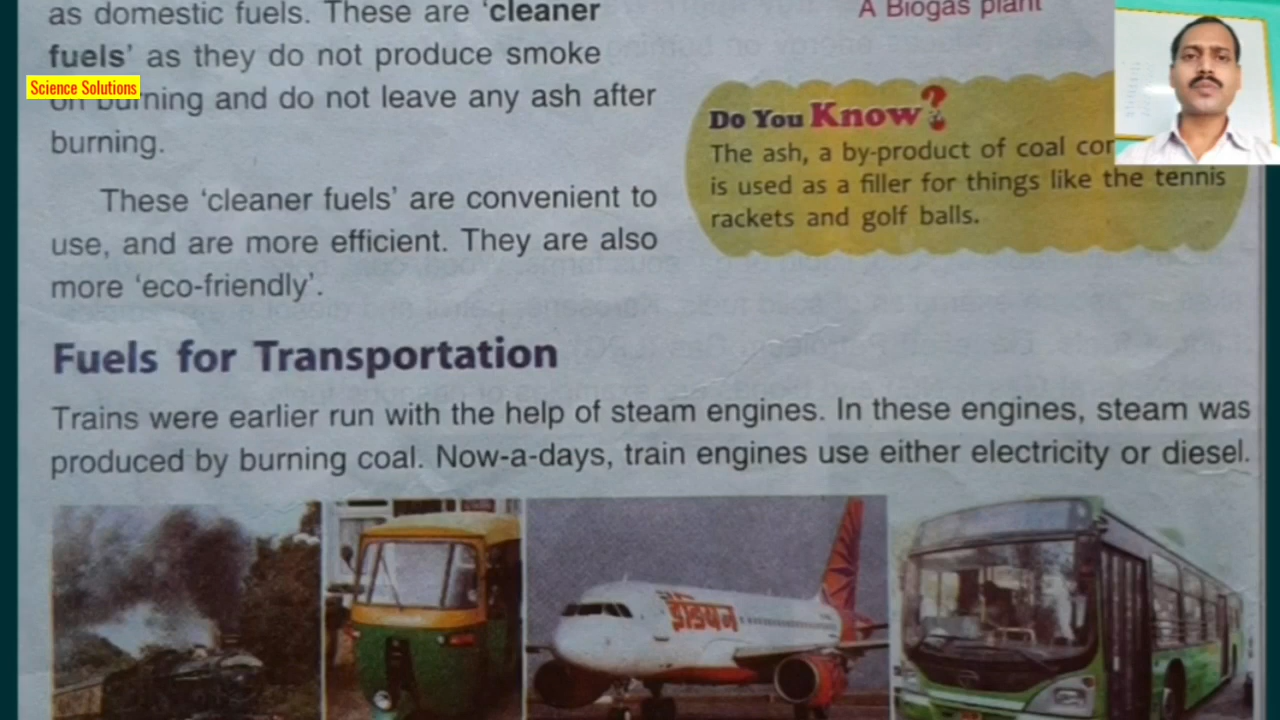 as domestic fuels. These are 'cleaner
fuels' as they do not produce smoke
on burning and do not leave any ash after
burning.
These 'cleaner fuels' are convenient to
use, and are more efficient. They are also
more 'eco-friendly'.
A Biogas plant
Science Solutions
Do You Know?
The ash, a by-product of coal
is used as a filler for things like the tennis
rackets and golf balls.
Fuels for Transportation
Trains were earlier run with the help of steam engines. In these engines, steam was
produced by burning coal. Now-a-days, train engines use either electricity or diesel.
इंडियन